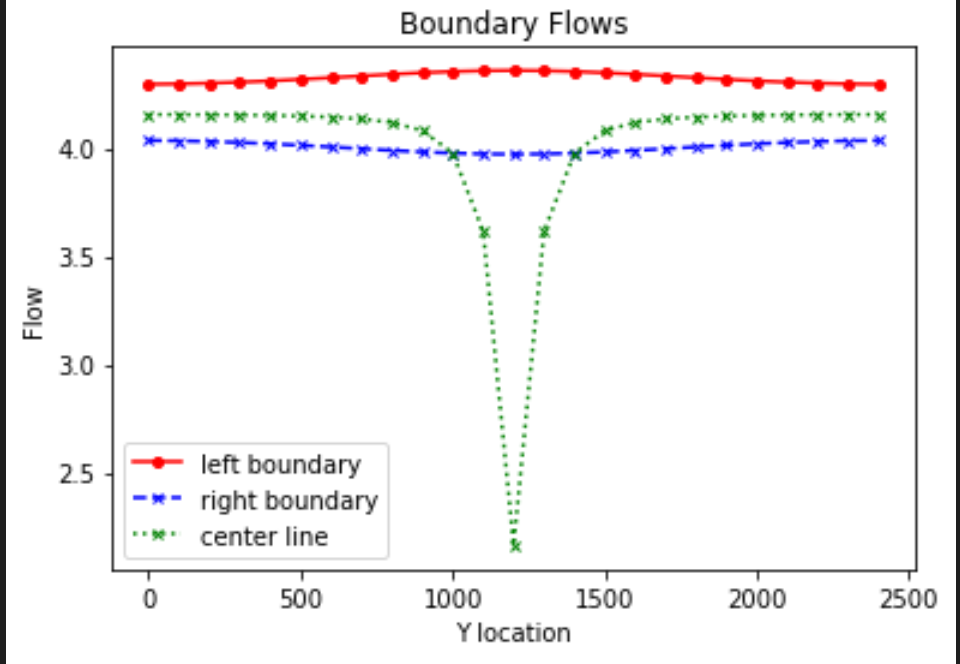 Boundary Flows
4.0
3.5
3.0
2.5
Flow
left boundary
right boundary
center line
0 500 1000 1500 2000 2500
Y location